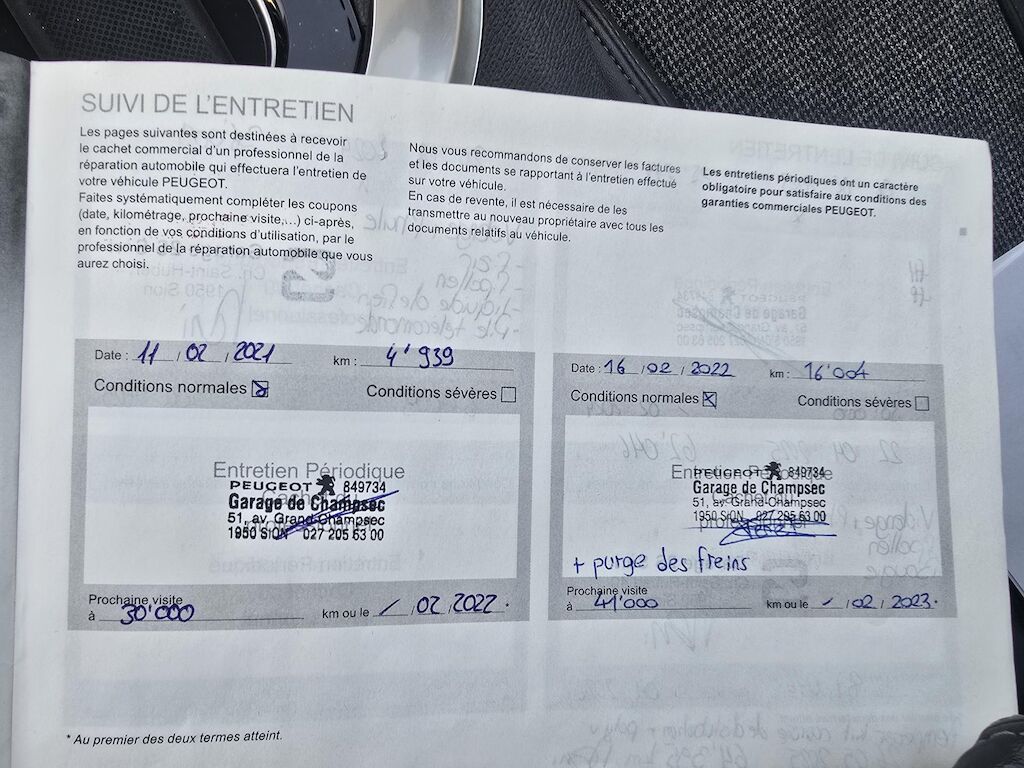 SUIVI DE L'ENTRETIEN
Les pages suivantes sont destinées à recevoir
le cachet commercial d'un professionnel de la
réparation automobile qui effectuera l'entretien de
votre véhicule PEUGEOT.
Faites systématiquement compléter les coupons
(date, kilométrage, prochaine visite,...) ci-après,
en fonction de vos conditions d'utilisation, par le
professionnel de la réparation automobile que vous
aurez choisi.
Nous vous recommandons de conserver les factures
et les documents se rapportant à l'entretien effectué
sur votre véhicule.
En cas de revente, il est nécessaire de les
transmettre au nouveau propriétaire avec tous les
documents relatifs au véhicule.
Les entretiens périodiques ont un caractère
obligatoire pour satisfaire aux conditions des
garanties commerciales PEUGEOT.
Date : 11 / 02 / 2021 km : 4'939
Conditions normales Conditions sévères
Entretien Périodique
PEUGEOT 849734
Garage de Champsec
51, av. Grand-Champsec
1950 SION 027 205 63 00
Prochaine visite
à 30'000 km ou le / 02 / 2022.
Date : 16 / 02 / 2022 km : 16'004
Conditions normales Conditions sévères
Entretien Périodique
PEUGEOT 849734
Garage de Champsec
51, av. Grand-Champsec
1950 SION 027 205 63 00
+ purge des freins
Prochaine visite
à 41'000 km ou le / 02 / 2023.
* Au premier des deux termes atteint.